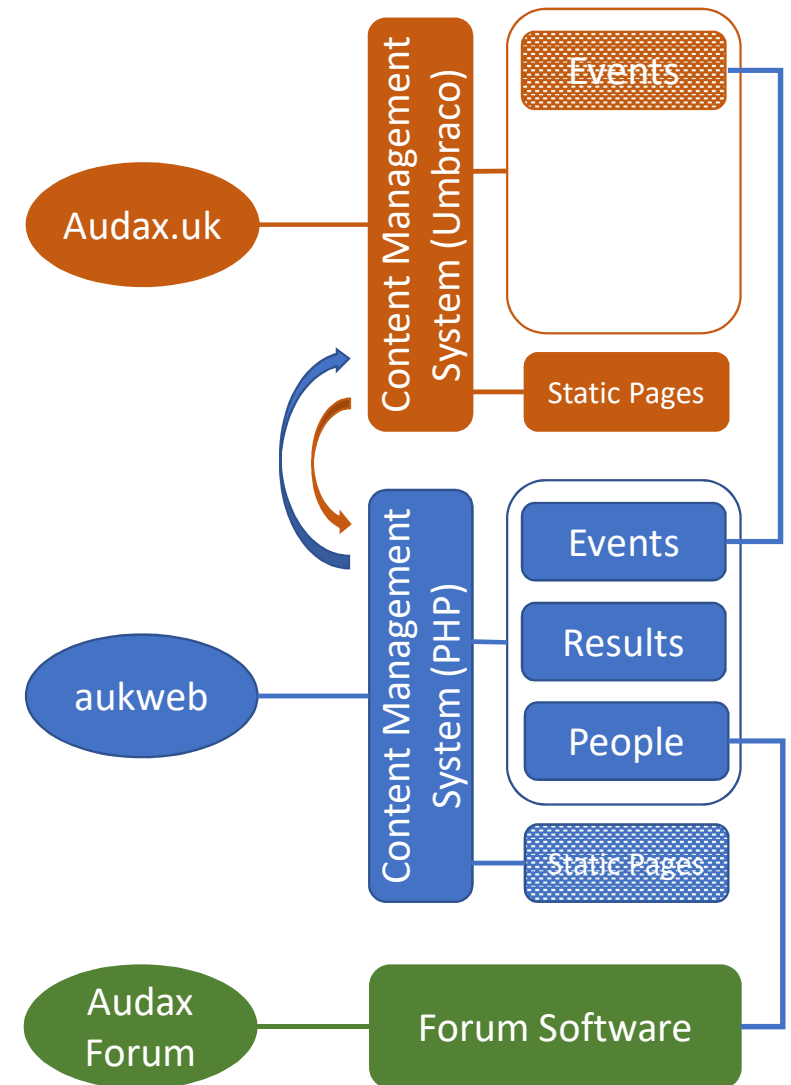 Audax.uk
Content Management
System (Umbraco)
Events
Static Pages
aukweb
Content Management
System (PHP)
Events
Results
People
Static Pages
Audax
Forum
Forum Software